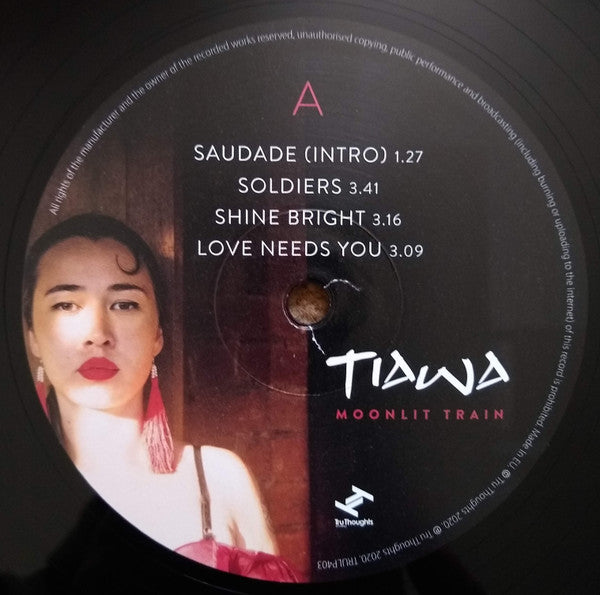 A
SAUDADE (INTRO) 1.27
SOLDIERS 3.41
SHINE BRIGHT 3.16
LOVE NEEDS YOU 3.09
TIAWA
MOONLIT TRAIN
Tru Thoughts
All rights of the manufacturer and the owner of the recorded works reserved, unauthorised copying, public performance and broadcasting (including burning or uploading to the internet) of this record is prohibited. Made in EU. ℗ Tru Thoughts 2020, © Tru Thoughts 2020, TRULP403